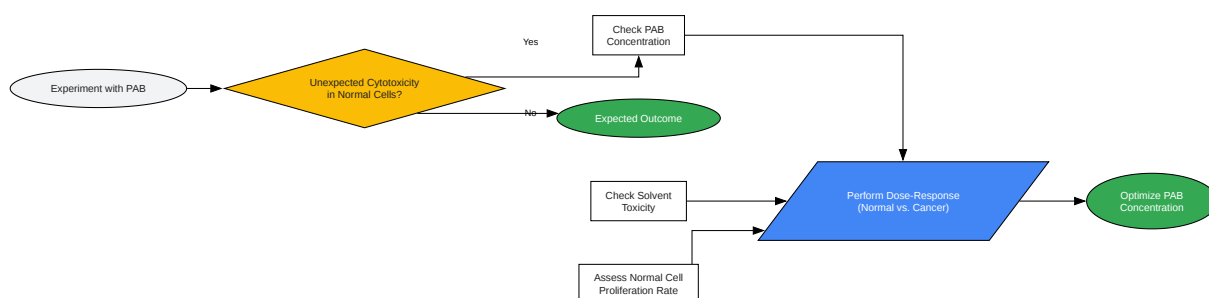 Experiment with PAB
Unexpected Cytotoxicity
in Normal Cells?
Yes
No
Check PAB
Concentration
Expected Outcome
Check Solvent
Toxicity
Assess Normal Cell
Proliferation Rate
Perform Dose-Response
(Normal vs. Cancer)
Optimize PAB
Concentration